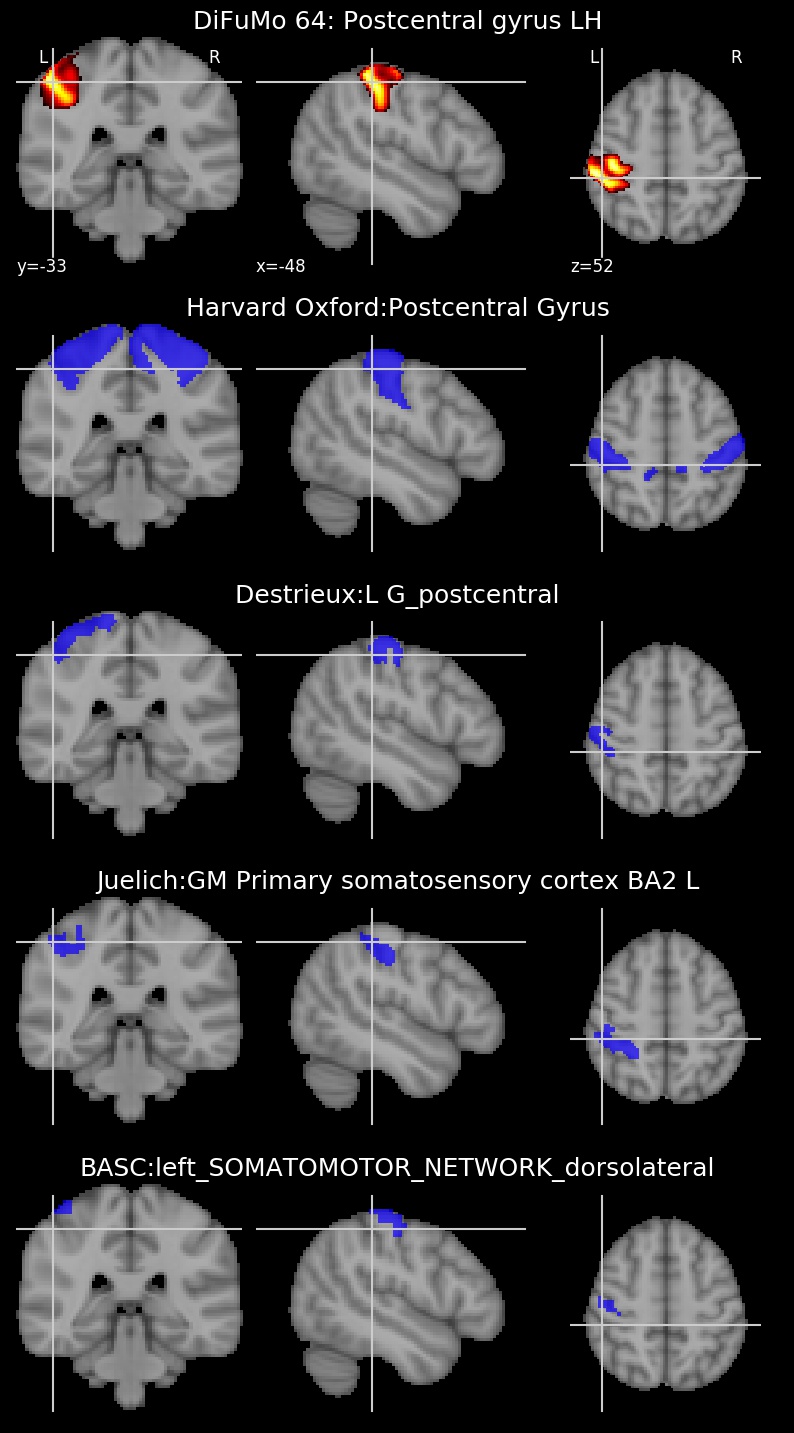 DiFuMo 64: Postcentral gyrus LH
L R L R
y=-33 x=-48 z=52
Harvard Oxford:Postcentral Gyrus
Destrieux:L G_postcentral
Juelich:GM Primary somatosensory cortex BA2 L
BASC:left_SOMATOMOTOR_NETWORK_dorsolateral